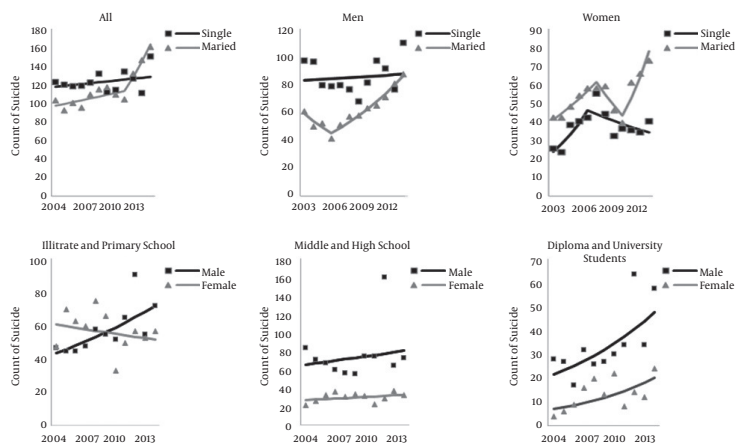 All
Single
Maried
Count of Suicide
180
160
140
120
100
80
60
40
20
0
2004 2007 2010 2013
Men
Single
Maried
Count of Suicide
120
100
80
60
40
20
0
2003 2006 2009 2012
Women
Single
Maried
Count of Suicide
90
80
70
60
50
40
30
20
10
0
2003 2006 2009 2012
Illitrate and Primary School
Male
Female
Count of Suicide
100
80
60
40
20
0
2004 2007 2010 2013
Middle and High School
Male
Female
Count of Suicide
180
160
140
120
100
80
60
40
20
0
2004 2007 2010 2013
Diploma and University
Students
Male
Female
Count of Suicide
70
60
50
40
30
20
10
0
2004 2007 2010 2013